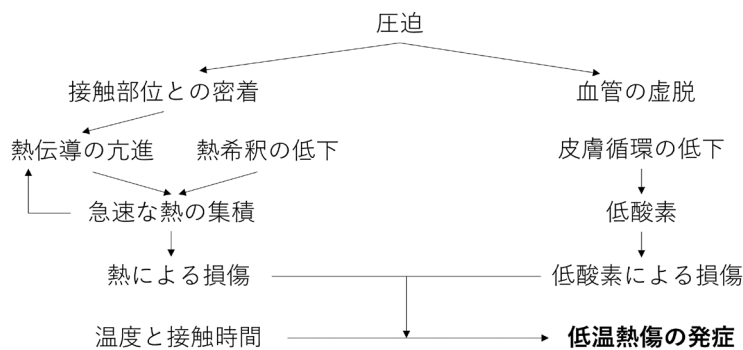 圧迫
接触部位との密着
血管の虚脱
熱伝導の亢進
熱希釈の低下
皮膚循環の低下
急速な熱の集積
低酸素
熱による損傷
低酸素による損傷
温度と接触時間
低温熱傷の発症